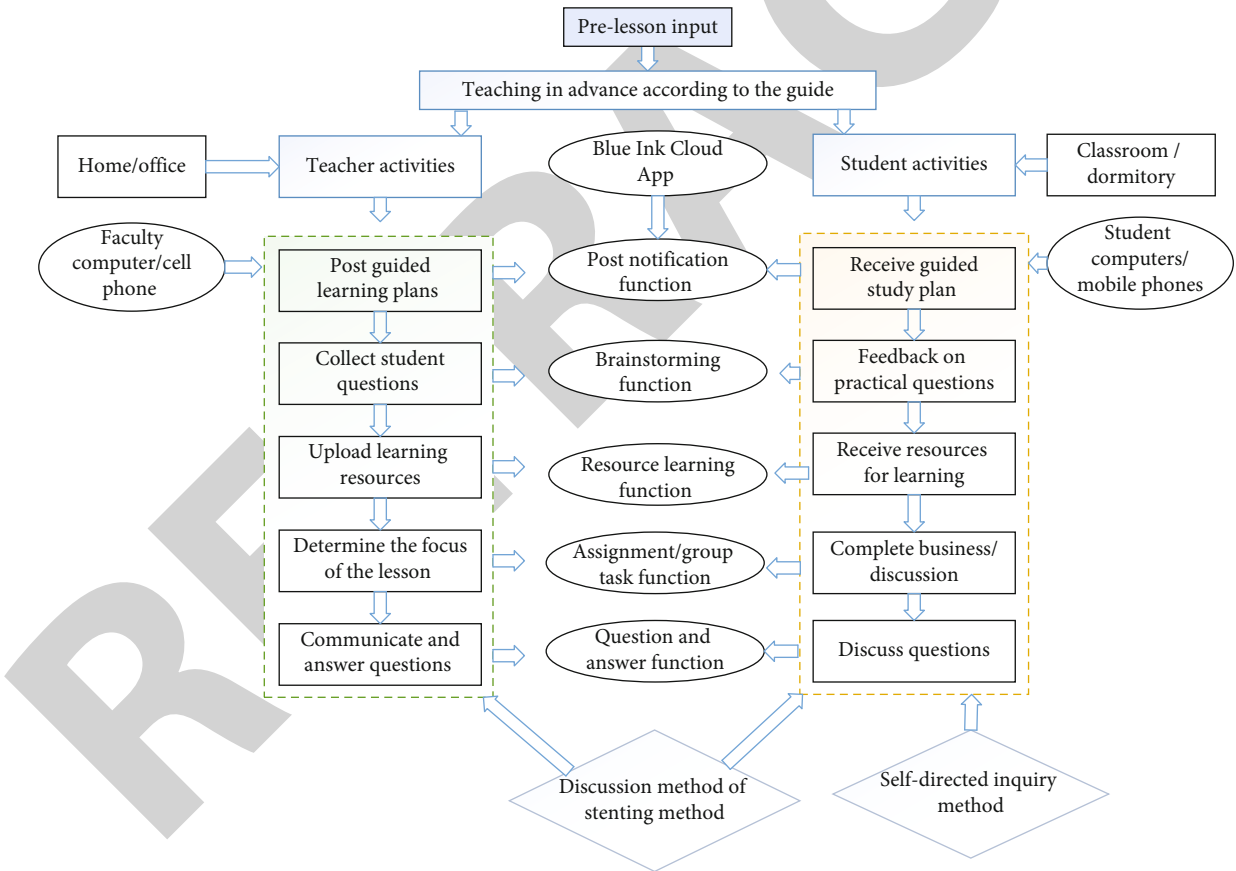 Pre-lesson input
Teaching in advance according to the guide
Home/office
Teacher activities
Blue Ink Cloud
App
Student activities
Classroom /
dormitory
Faculty
computer/cell
phone
Post guided
learning plans
Post notification
function
Receive guided
study plan
Student
computers/
mobile phones
Collect student
questions
Brainstorming
function
Feedback on
practical questions
Upload learning
resources
Resource learning
function
Receive resources
for learning
Determine the focus
of the lesson
Assignment/group
task function
Complete business/
discussion
Communicate and
answer questions
Question and
answer function
Discuss questions
Discussion method of
stenting method
Self-directed inquiry
method